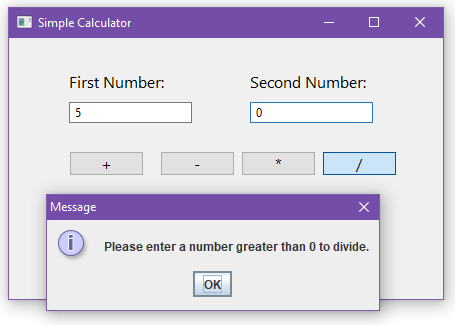 Simple Calculator
First Number: Second Number:
5 0
+ - * /
Message
Please enter a number greater than 0 to divide.
OK